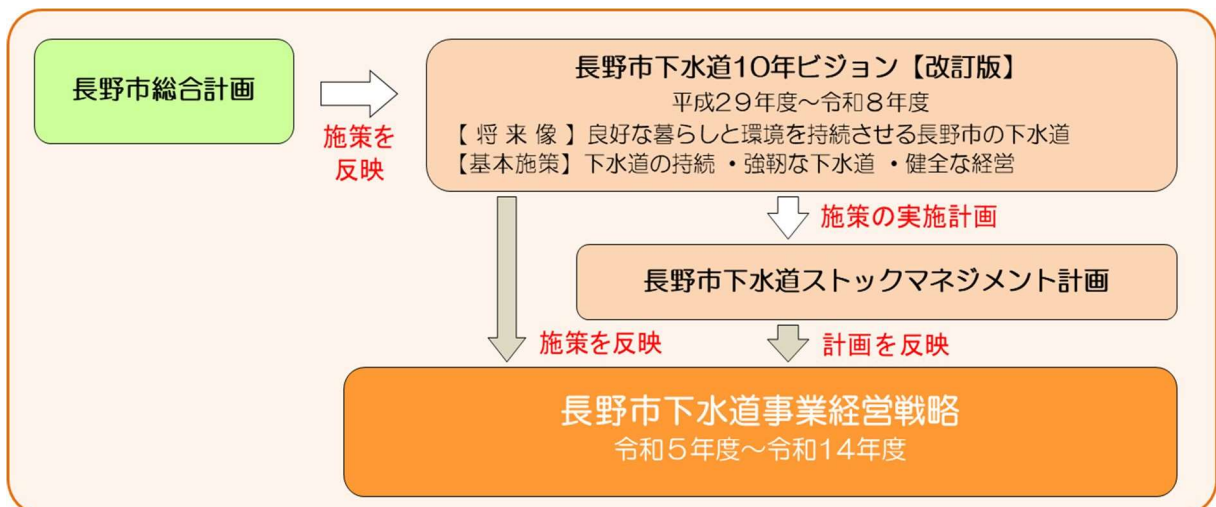 長野市総合計画
施策を
反映
長野市下水道10年ビジョン【改訂版】
平成29年度～令和8年度
【 将 来 像 】良好な暮らしと環境を持続させる長野市の下水道
【基本施策】下水道の持続 ・強靭な下水道 ・健全な経営
施策の実施計画
長野市下水道ストックマネジメント計画
施策を反映
計画を反映
長野市下水道事業経営戦略
令和5年度～令和14年度